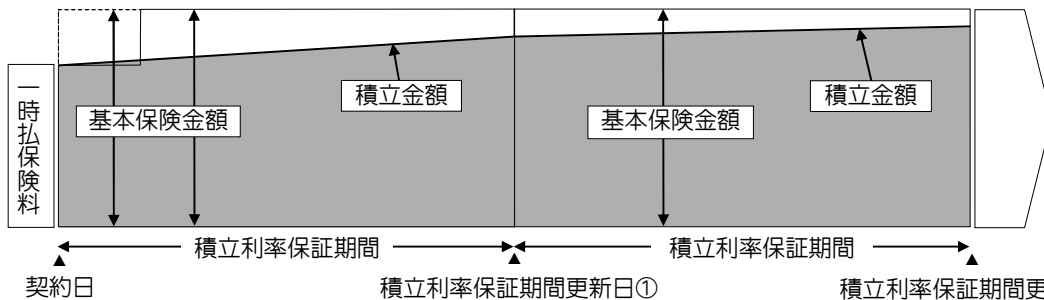 一時払保険料
基本保険金額
積立金額
基本保険金額
積立金額
積立利率保証期間
積立利率保証期間
契約日
積立利率保証期間更新日①
積立利率保証期間更